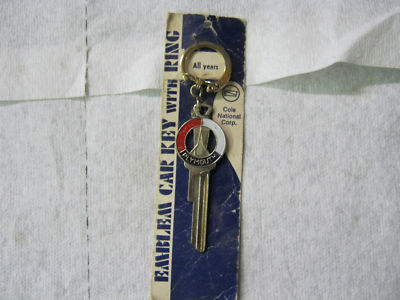 EMBLEM CAR KEY WITH RING
All years
Cole
National
Corp.
PLYMOUTH